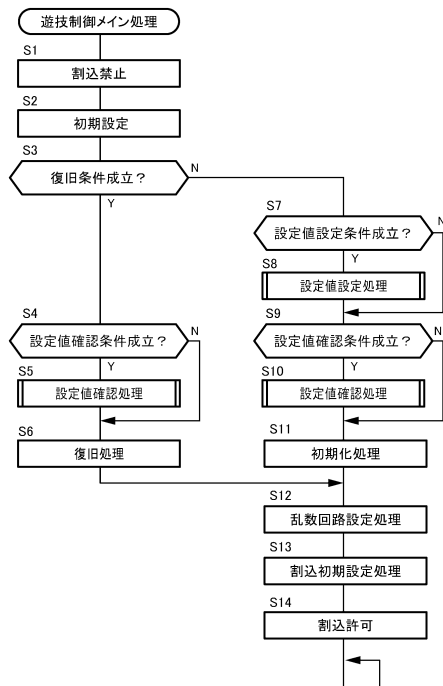 遊技制御メイン処理
S1
割込禁止
S2
初期設定
S3
復旧条件成立？
N
Y
S7
設定値設定条件成立？
N
Y
S8
設定値設定処理
S4
設定値確認条件成立？
N
Y
S5
設定値確認処理
S9
設定値確認条件成立？
N
Y
S10
設定値確認処理
S6
復旧処理
S11
初期化処理
S12
乱数回路設定処理
S13
割込初期設定処理
S14
割込許可